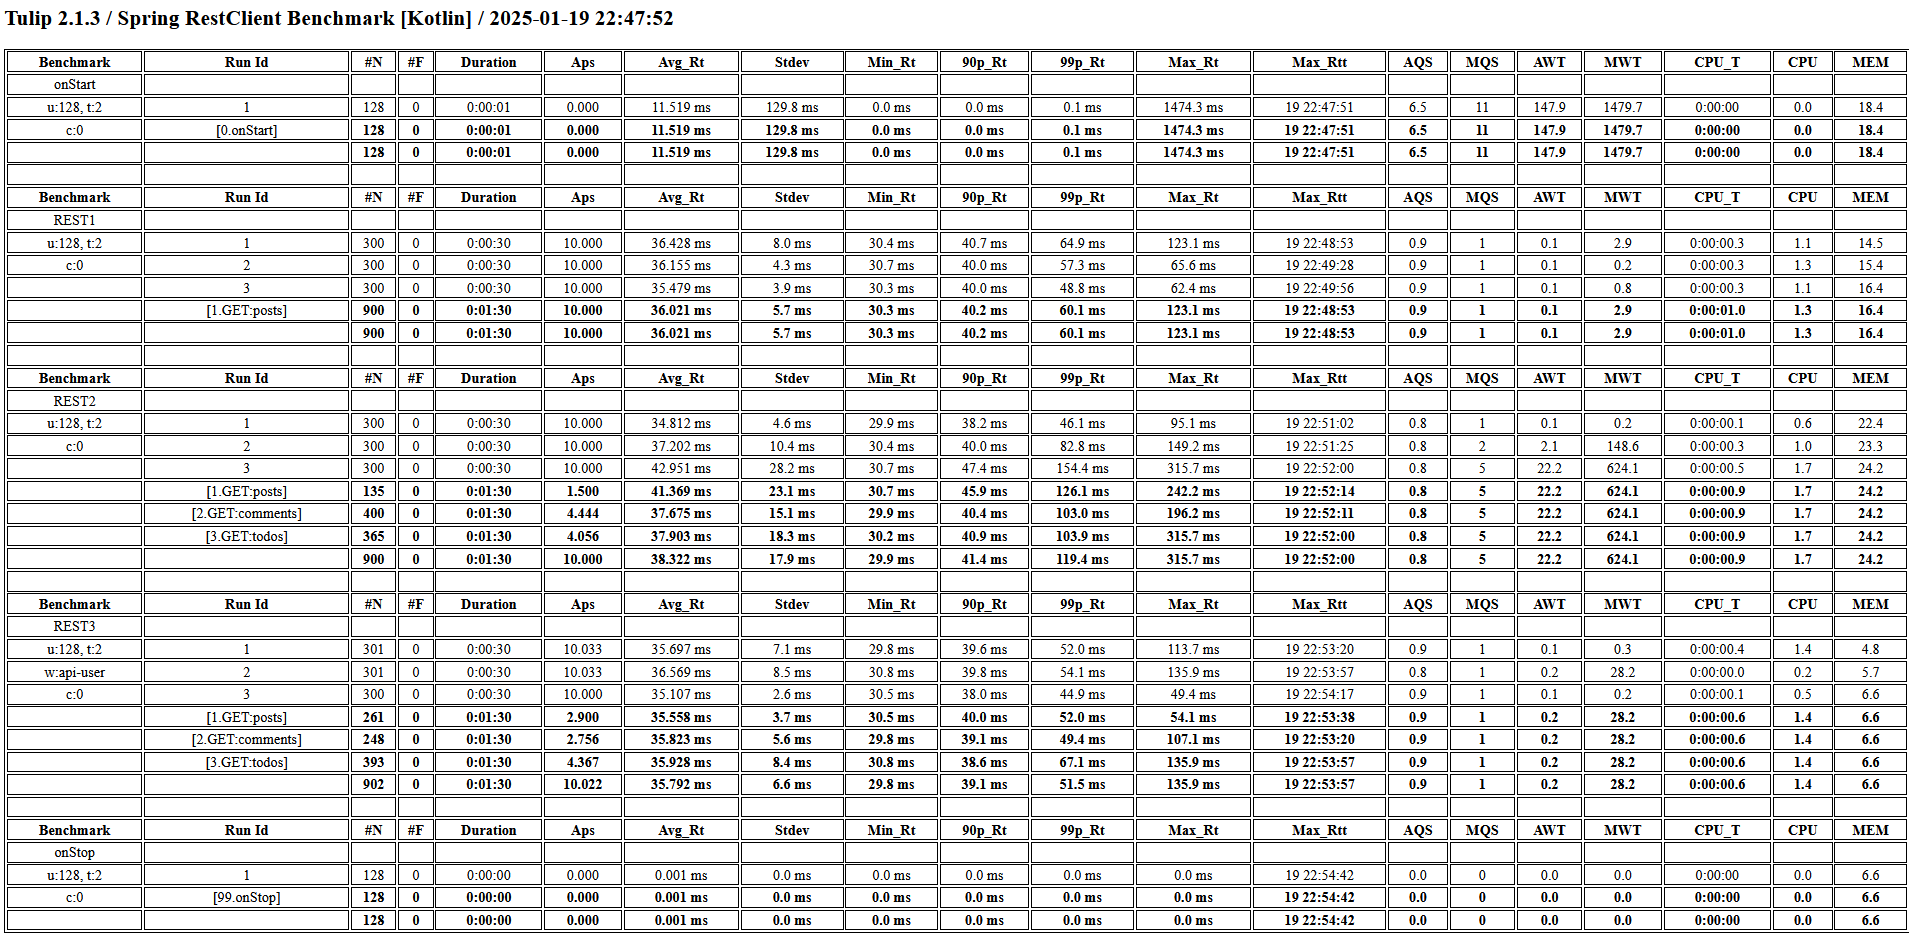 Tulip 2.1.3 / Spring RestClient Benchmark [Kotlin] / 2025-01-19 22:47:52
Benchmark Run Id #N #F Duration Aps Avg_Rt Stdev Min_Rt 90p_Rt 99p_Rt Max_Rt Max_Rtt AQS MQS AWT MWT CPU_T CPU MEM
onStart
u:128, t:2 1 128 0 0:00:01 0.000 11.519 ms 129.8 ms 0.0 ms 0.0 ms 0.1 ms 1474.3 ms 19 22:47:51 6.5 11 147.9 1479.7 0:00:00 0.0 18.4
c:0 [0.onStart] 128 0 0:00:01 0.000 11.519 ms 129.8 ms 0.0 ms 0.0 ms 0.1 ms 1474.3 ms 19 22:47:51 6.5 11 147.9 1479.7 0:00:00 0.0 18.4
128 0 0:00:01 0.000 11.519 ms 129.8 ms 0.0 ms 0.0 ms 0.1 ms 1474.3 ms 19 22:47:51 6.5 11 147.9 1479.7 0:00:00 0.0 18.4
Benchmark Run Id #N #F Duration Aps Avg_Rt Stdev Min_Rt 90p_Rt 99p_Rt Max_Rt Max_Rtt AQS MQS AWT MWT CPU_T CPU MEM
REST1
u:128, t:2 1 300 0 0:00:30 10.000 36.428 ms 8.0 ms 30.4 ms 40.7 ms 64.9 ms 123.1 ms 19 22:48:53 0.9 1 0.1 2.9 0:00:00.3 1.1 14.5
c:0 2 300 0 0:00:30 10.000 36.155 ms 4.3 ms 30.7 ms 40.0 ms 57.3 ms 65.6 ms 19 22:49:28 0.9 1 0.1 0.2 0:00:00.3 1.3 15.4
3 300 0 0:00:30 10.000 35.479 ms 3.9 ms 30.3 ms 40.0 ms 48.8 ms 62.4 ms 19 22:49:56 0.9 1 0.1 0.8 0:00:00.3 1.1 16.4
[1.GET:posts] 900 0 0:01:30 10.000 36.021 ms 5.7 ms 30.3 ms 40.2 ms 60.1 ms 123.1 ms 19 22:48:53 0.9 1 0.1 2.9 0:00:01.0 1.3 16.4
900 0 0:01:30 10.000 36.021 ms 5.7 ms 30.3 ms 40.2 ms 60.1 ms 123.1 ms 19 22:48:53 0.9 1 0.1 2.9 0:00:01.0 1.3 16.4
Benchmark Run Id #N #F Duration Aps Avg_Rt Stdev Min_Rt 90p_Rt 99p_Rt Max_Rt Max_Rtt AQS MQS AWT MWT CPU_T CPU MEM
REST2
u:128, t:2 1 300 0 0:00:30 10.000 34.812 ms 4.6 ms 29.9 ms 38.2 ms 46.1 ms 95.1 ms 19 22:51:02 0.8 1 0.1 0.2 0:00:00.1 0.6 22.4
c:0 2 300 0 0:00:30 10.000 37.202 ms 10.4 ms 30.4 ms 40.0 ms 82.8 ms 149.2 ms 19 22:51:25 0.8 2 2.1 148.6 0:00:00.3 1.0 23.3
3 300 0 0:00:30 10.000 42.951 ms 28.2 ms 30.7 ms 47.4 ms 154.4 ms 315.7 ms 19 22:52:00 0.8 5 22.2 624.1 0:00:00.5 1.7 24.2
[1.GET:posts] 135 0 0:01:30 1.500 41.369 ms 23.1 ms 30.7 ms 45.9 ms 126.1 ms 242.2 ms 19 22:52:14 0.8 5 22.2 624.1 0:00:00.9 1.7 24.2
[2.GET:comments] 400 0 0:01:30 4.444 37.675 ms 15.1 ms 29.9 ms 40.4 ms 103.0 ms 196.2 ms 19 22:52:11 0.8 5 22.2 624.1 0:00:00.9 1.7 24.2
[3.GET:todos] 365 0 0:01:30 4.056 37.903 ms 18.3 ms 30.2 ms 40.9 ms 103.9 ms 315.7 ms 19 22:52:00 0.8 5 22.2 624.1 0:00:00.9 1.7 24.2
900 0 0:01:30 10.000 38.322 ms 17.9 ms 29.9 ms 41.4 ms 119.4 ms 315.7 ms 19 22:52:00 0.8 5 22.2 624.1 0:00:00.9 1.7 24.2
Benchmark Run Id #N #F Duration Aps Avg_Rt Stdev Min_Rt 90p_Rt 99p_Rt Max_Rt Max_Rtt AQS MQS AWT MWT CPU_T CPU MEM
REST3
u:128, t:2 1 301 0 0:00:30 10.033 35.697 ms 7.1 ms 29.8 ms 39.6 ms 52.0 ms 113.7 ms 19 22:53:20 0.9 1 0.1 0.3 0:00:00.4 1.4 4.8
w:api-user 2 301 0 0:00:30 10.033 36.569 ms 8.5 ms 30.8 ms 39.8 ms 54.1 ms 135.9 ms 19 22:53:57 0.8 1 0.2 28.2 0:00:00.0 0.2 5.7
c:0 3 300 0 0:00:30 10.000 35.107 ms 2.6 ms 30.5 ms 38.0 ms 44.9 ms 49.4 ms 19 22:54:17 0.9 1 0.1 0.2 0:00:00.1 0.5 6.6
[1.GET:posts] 261 0 0:01:30 2.900 35.558 ms 3.7 ms 30.5 ms 40.0 ms 52.0 ms 54.1 ms 19 22:53:38 0.9 1 0.2 28.2 0:00:00.6 1.4 6.6
[2.GET:comments] 248 0 0:01:30 2.756 35.823 ms 5.6 ms 29.8 ms 39.1 ms 49.4 ms 107.1 ms 19 22:53:20 0.9 1 0.2 28.2 0:00:00.6 1.4 6.6
[3.GET:todos] 393 0 0:01:30 4.367 35.928 ms 8.4 ms 30.8 ms 38.6 ms 67.1 ms 135.9 ms 19 22:53:57 0.9 1 0.2 28.2 0:00:00.6 1.4 6.6
902 0 0:01:30 10.022 35.792 ms 6.6 ms 29.8 ms 39.1 ms 51.5 ms 135.9 ms 19 22:53:57 0.9 1 0.2 28.2 0:00:00.6 1.4 6.6
Benchmark Run Id #N #F Duration Aps Avg_Rt Stdev Min_Rt 90p_Rt 99p_Rt Max_Rt Max_Rtt AQS MQS AWT MWT CPU_T CPU MEM
onStop
u:128, t:2 1 128 0 0:00:00 0.000 0.001 ms 0.0 ms 0.0 ms 0.0 ms 0.0 ms 0.0 ms 19 22:54:42 0.0 0 0.0 0.0 0:00:00 0.0 6.6
c:0 [99.onStop] 128 0 0:00:00 0.000 0.001 ms 0.0 ms 0.0 ms 0.0 ms 0.0 ms 0.0 ms 19 22:54:42 0.0 0 0.0 0.0 0:00:00 0.0 6.6
128 0 0:00:00 0.000 0.001 ms 0.0 ms 0.0 ms 0.0 ms 0.0 ms 0.0 ms 19 22:54:42 0.0 0 0.0 0.0 0:00:00 0.0 6.6